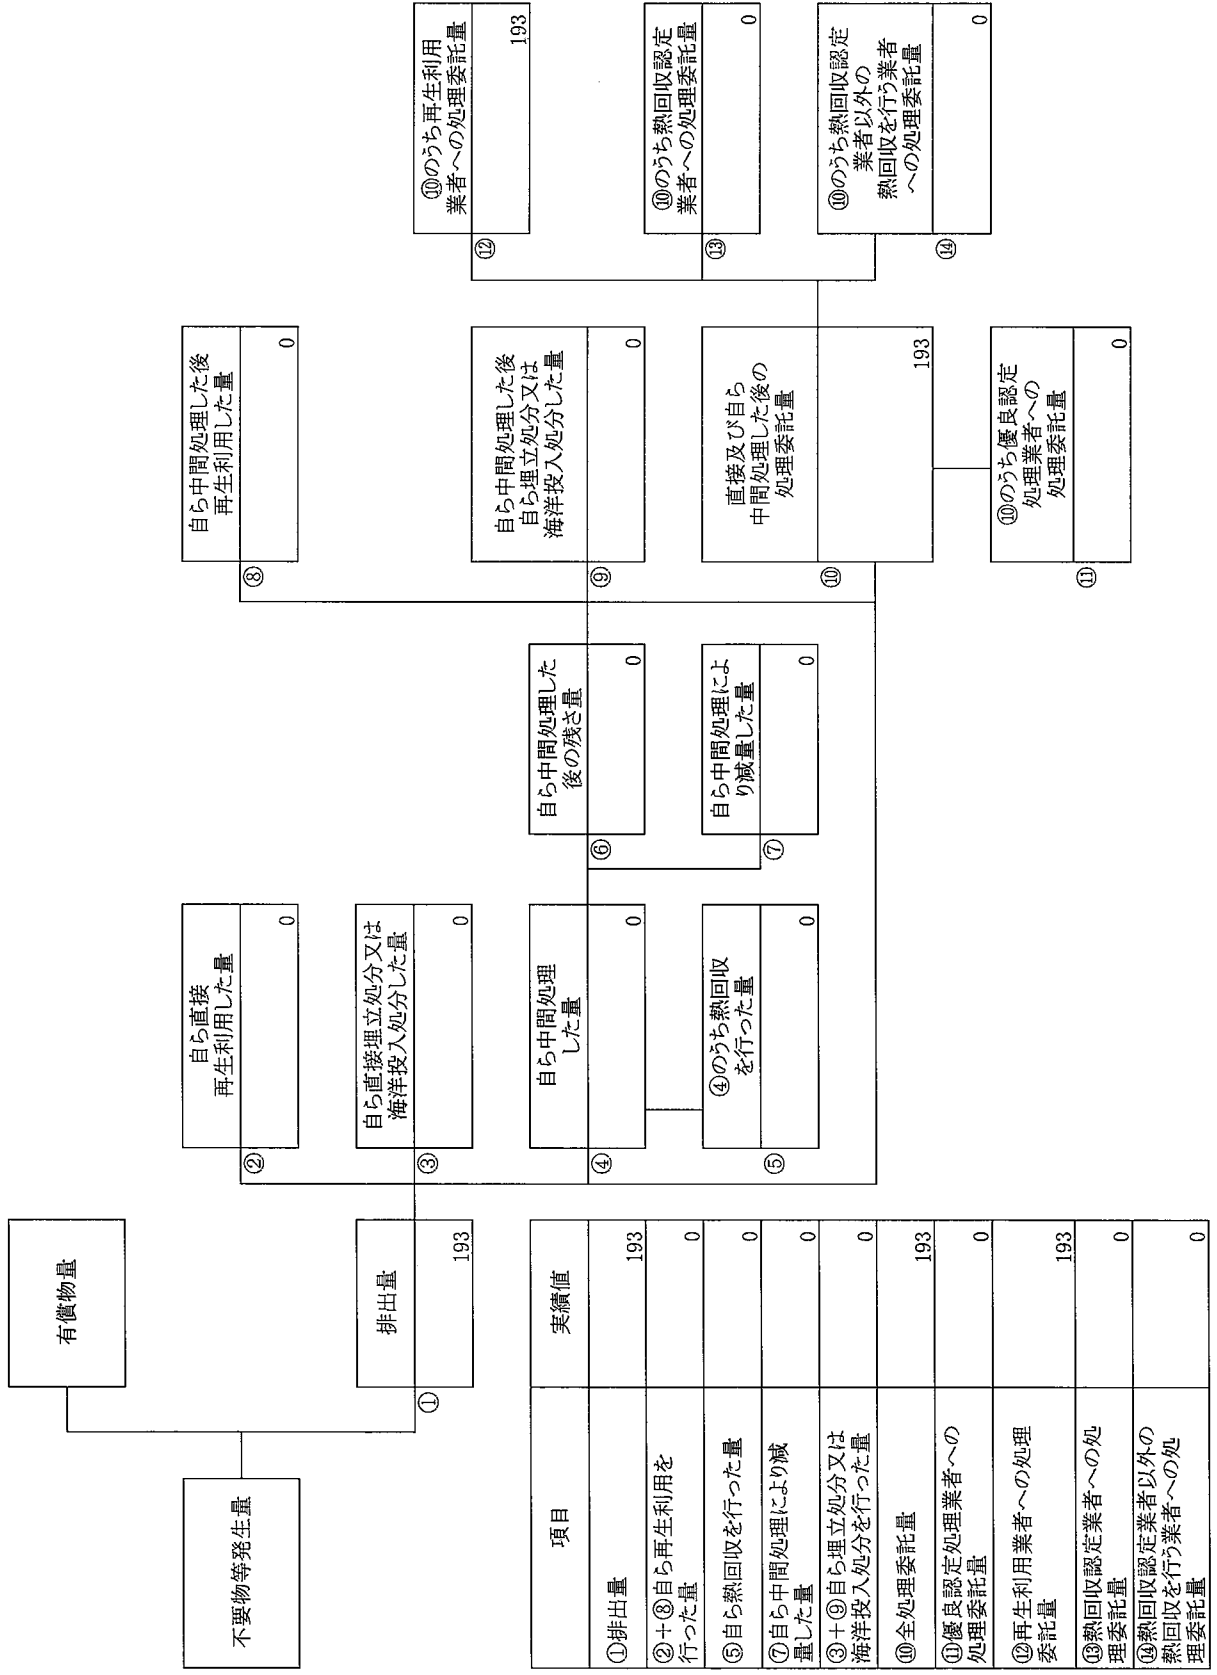 不要物等発生量
有償物量
排出量
①
193
自ら直接
再生利用した量
②
0
自ら直接埋立処分又は
海洋投入処分した量
③
0
自ら中間処理
した量
④
0
④のうち熱回収
を行った量
⑤
0
自ら中間処理した
後の残さ量
⑥
0
自ら中間処理によ
り減量した量
⑦
0
自ら中間処理した後
再生利用した量
⑧
0
自ら中間処理した後
自ら埋立処分又は
海洋投入処分した量
⑨
0
直接及び自ら
中間処理した後の
処理委託量
⑩
193
⑩のうち優良認定
処理業者への
処理委託量
⑪
0
⑩のうち再生利用
業者への処理委託量
⑫
193
⑩のうち熱回収認定
業者への処理委託量
⑬
0
⑩のうち熱回収認定
業者以外の
熱回収を行う業者
への処理委託量
⑭
0
項目
実績値
①排出量
193
②+⑧自ら再生利用を
行った量
0
⑤自ら熱回収を行った量
0
⑦自ら中間処理により減
量した量
0
③+⑨自ら埋立処分又は
海洋投入処分を行った量
0
⑩全処理委託量
193
⑪優良認定処理業者への
処理委託量
0
⑫再生利用業者への処理
委託量
193
⑬熱回収認定業者への処
理委託量
0
⑭熱回収認定業者以外の
熱回収を行う業者への処
理委託量
0